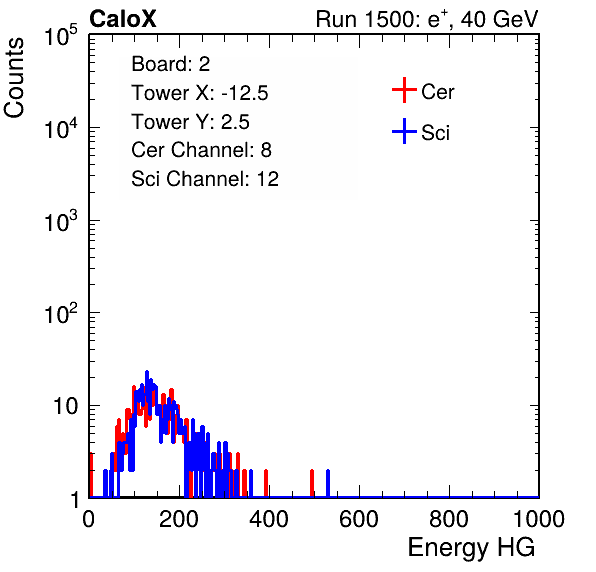 CaloX Run 1500: e⁺, 40 GeV
Counts
10⁵
10⁴
10³
10²
10
1
Board: 2
Tower X: -12.5
Tower Y: 2.5
Cer Channel: 8
Sci Channel: 12
Cer
Sci
0 200 400 600 800 1000
Energy HG